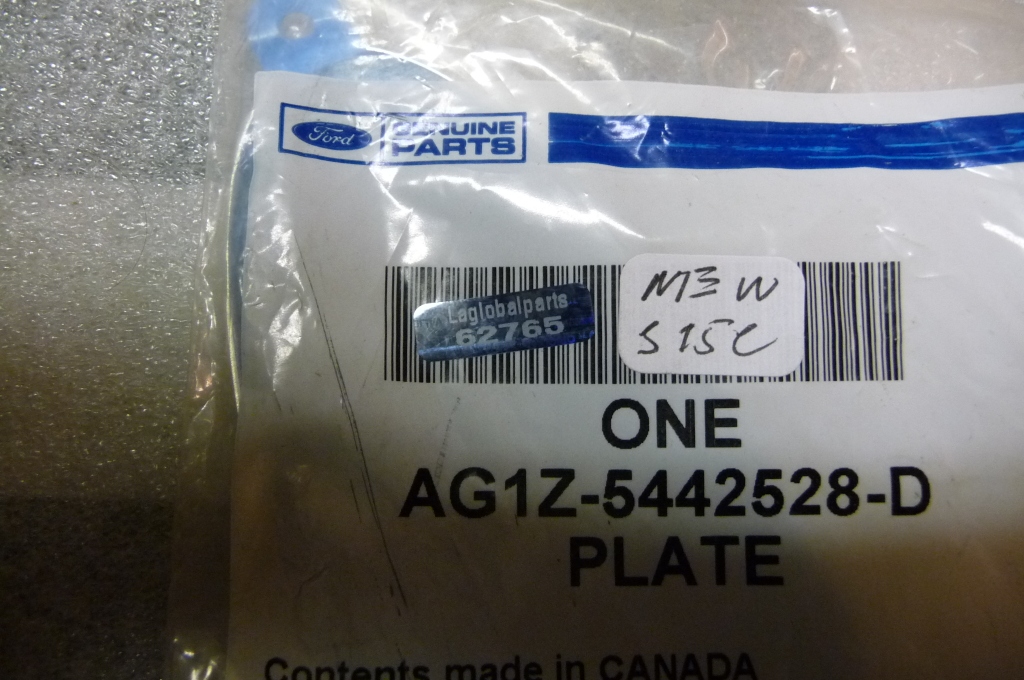 Ford
GENUINE
PARTS
Laglobalparts
62765
M3W
S15C
ONE
AG1Z-5442528-D
PLATE
Contents made in CANADA